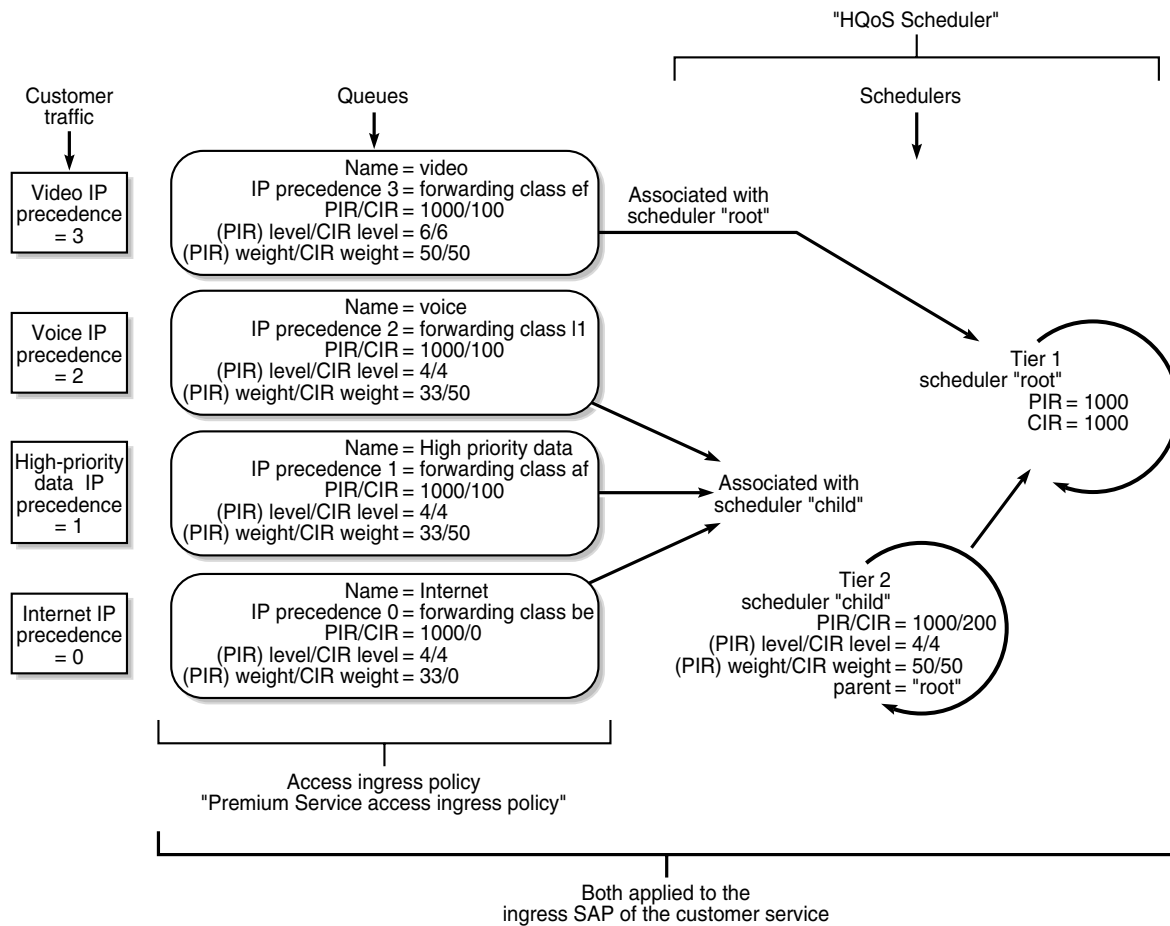 "HQoS Scheduler"
Customer
traffic
Queues
Schedulers
Video IP
precedence
= 3
Name = video
IP precedence 3 = forwarding class ef
PIR/CIR = 1000/100
(PIR) level/CIR level = 6/6
(PIR) weight/CIR weight = 50/50
Associated with
scheduler "root"
Voice IP
precedence
= 2
Name = voice
IP precedence 2 = forwarding class l1
PIR/CIR = 1000/100
(PIR) level/CIR level = 4/4
(PIR) weight/CIR weight = 33/50
Tier 1
scheduler "root"
PIR = 1000
CIR = 1000
High-priority
data IP
precedence
= 1
Name = High priority data
IP precedence 1 = forwarding class af
PIR/CIR = 1000/100
(PIR) level/CIR level = 4/4
(PIR) weight/CIR weight = 33/50
Associated with
scheduler "child"
Internet IP
precedence
= 0
Name = Internet
IP precedence 0 = forwarding class be
PIR/CIR = 1000/0
(PIR) level/CIR level = 4/4
(PIR) weight/CIR weight = 33/0
Tier 2
scheduler "child"
PIR/CIR = 1000/200
(PIR) level/CIR level = 4/4
(PIR) weight/CIR weight = 50/50
parent = "root"
Access ingress policy
"Premium Service access ingress policy"
Both applied to the
ingress SAP of the customer service